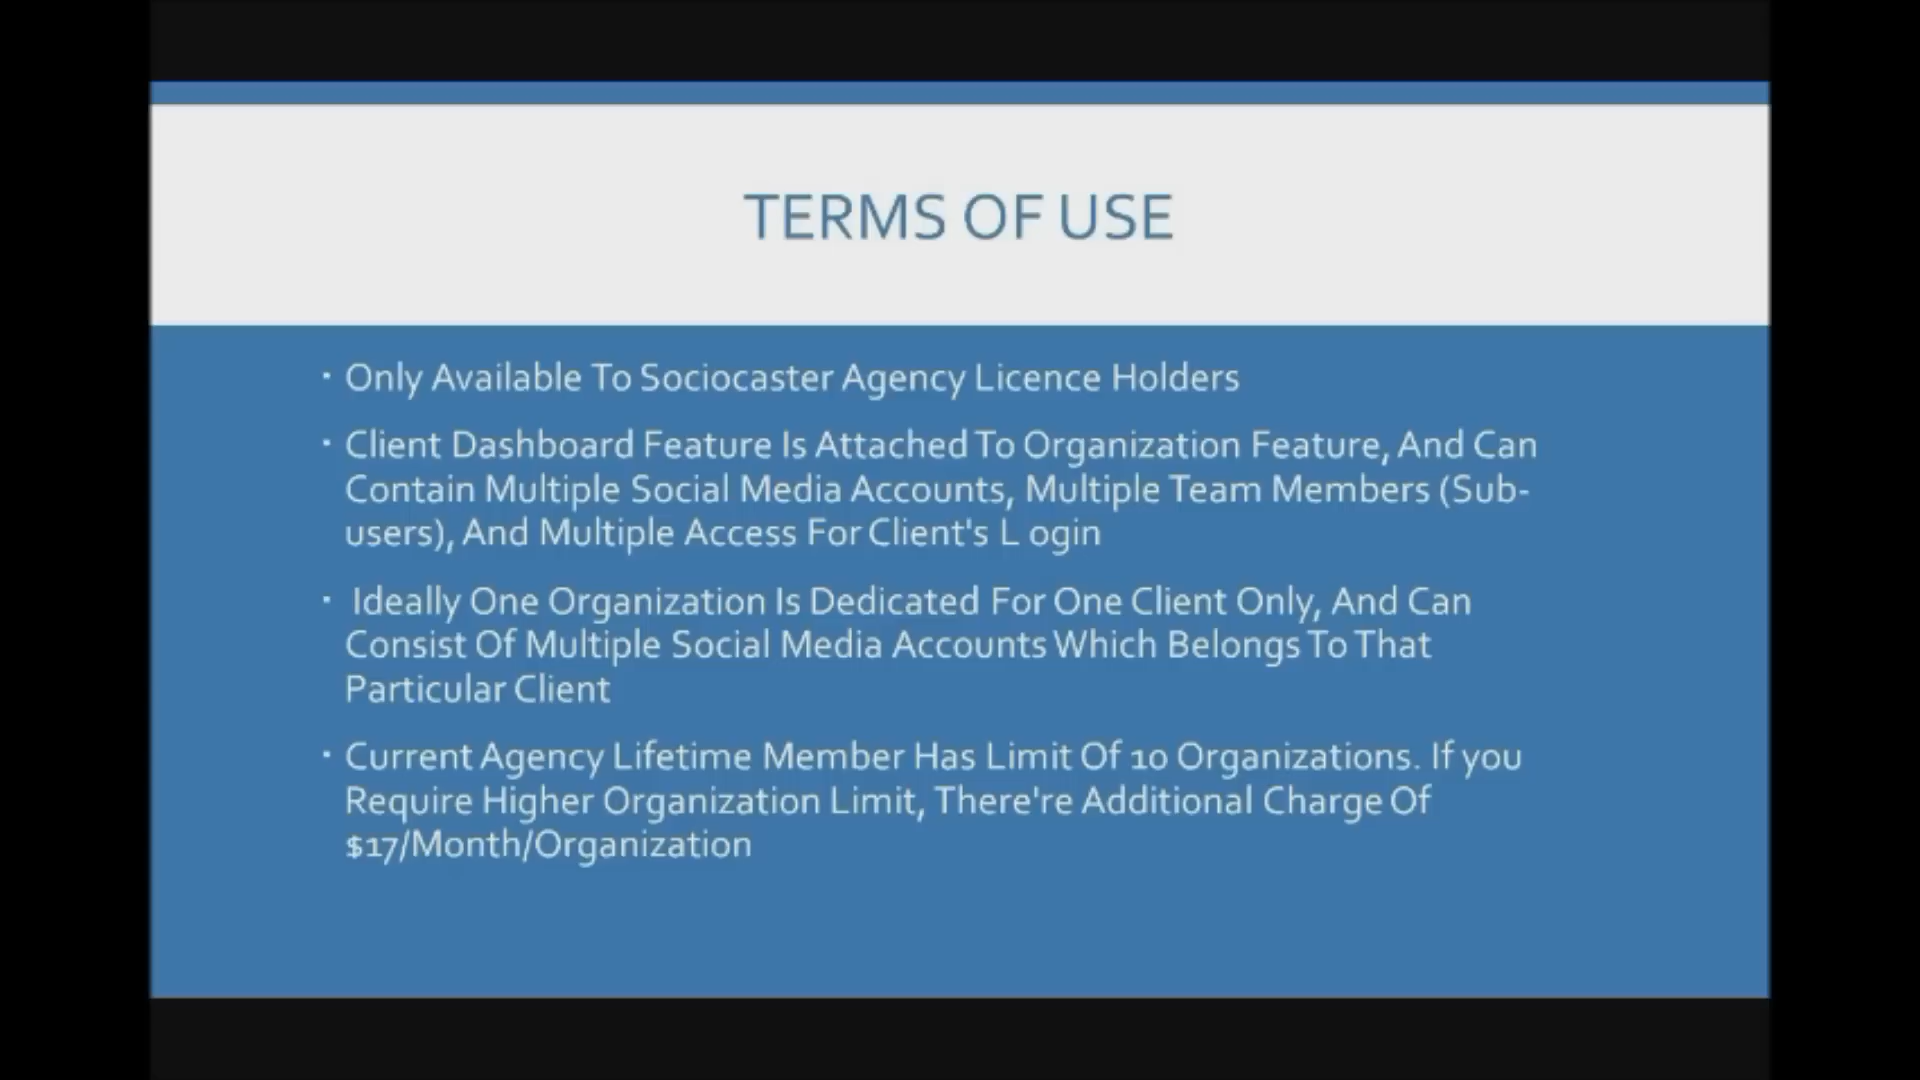 TERMS OF USE
· Only Available To Sociocaster Agency Licence Holders
· Client Dashboard Feature Is Attached To Organization Feature, And Can
Contain Multiple Social Media Accounts, Multiple Team Members (Sub-
users), And Multiple Access For Client's L ogin
· Ideally One Organization Is Dedicated For One Client Only, And Can
Consist Of Multiple Social Media Accounts Which Belongs To That
Particular Client
· Current Agency Lifetime Member Has Limit Of 10 Organizations. If you
Require Higher Organization Limit, There're Additional Charge Of
$17/Month/Organization